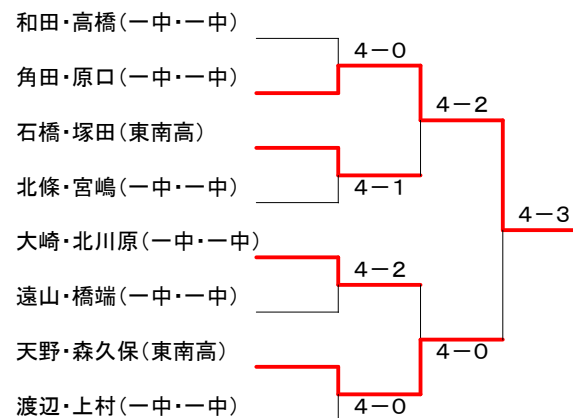 和田・高橋(一中・一中)
4-0
角田・原口(一中・一中)
4-2
石橋・塚田(東南高)
北條・宮嶋(一中・一中)
4-1
4-3
大崎・北川原(一中・一中)
4-2
遠山・橋端(一中・一中)
天野・森久保(東南高)
4-0
渡辺・上村(一中・一中)
4-0